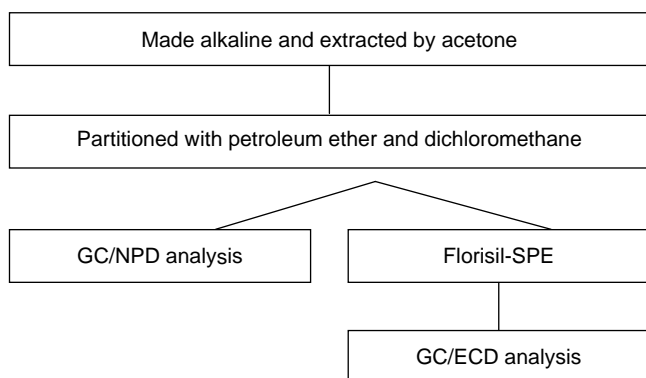 Made alkaline and extracted by acetone
Partitioned with petroleum ether and dichloromethane
GC/NPD analysis
Florisil-SPE
GC/ECD analysis